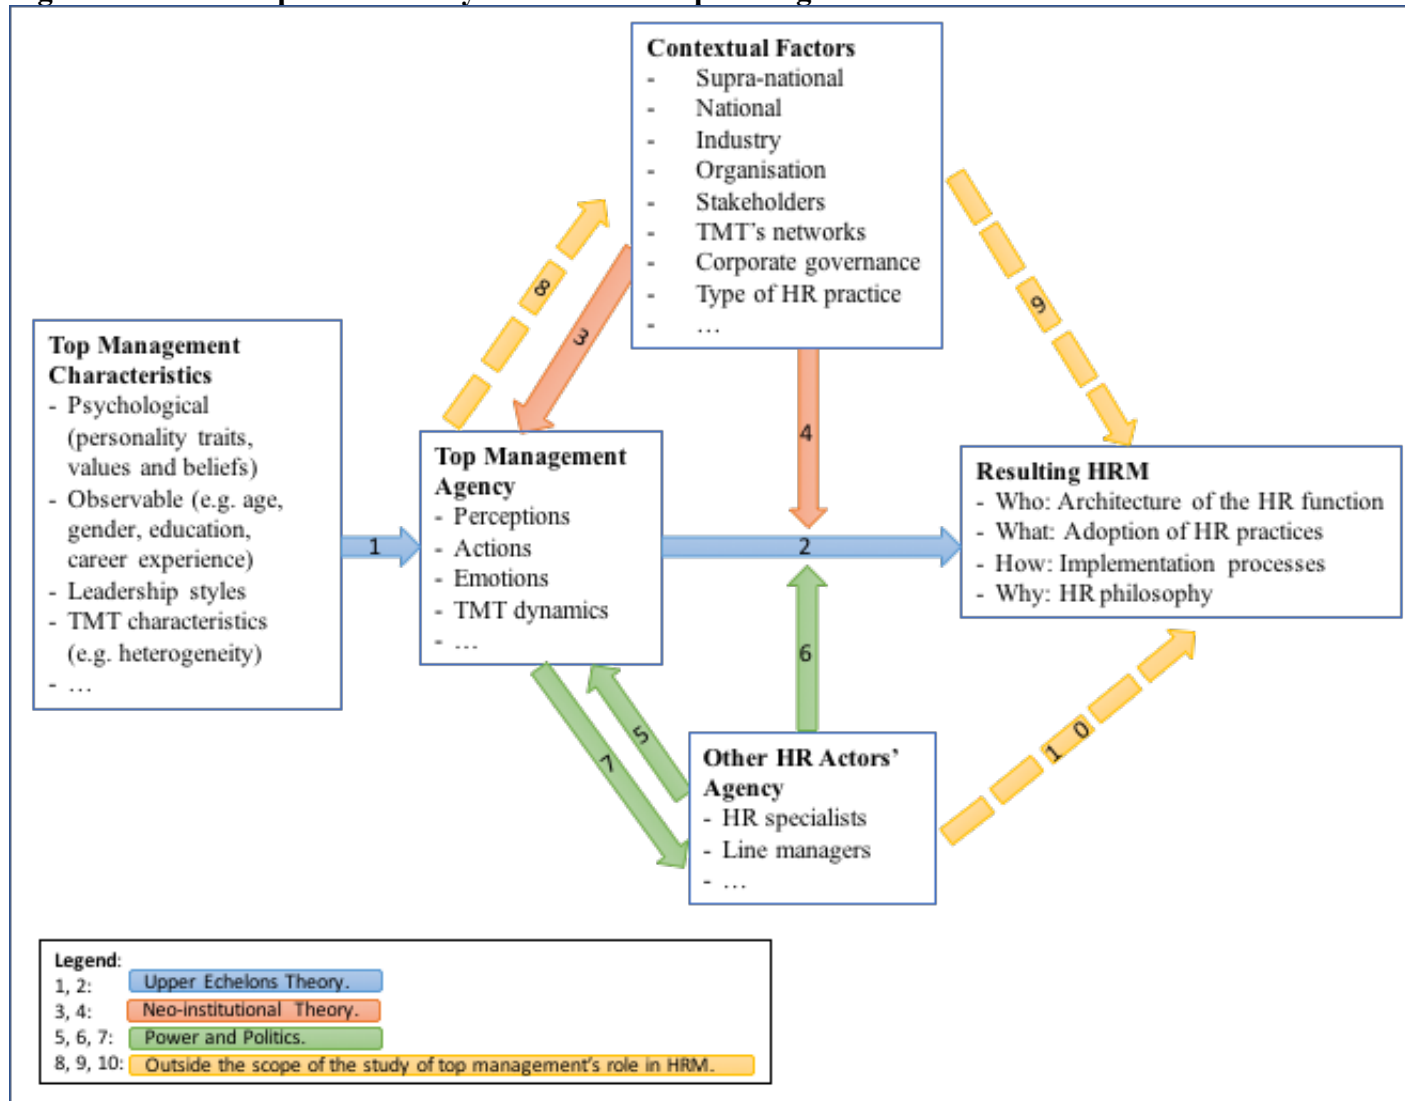 Contextual Factors
- Supra-national
- National
- Industry
- Organisation
- Stakeholders
- TMT's networks
- Corporate governance
- Type of HR practice
- …
8
3
9
4
Top Management
Characteristics
- Psychological
(personality traits,
values and beliefs)
- Observable (e.g. age,
gender, education,
career experience)
- Leadership styles
- TMT characteristics
(e.g. heterogeneity)
- …
1
Top Management
Agency
- Perceptions
- Actions
- Emotions
- TMT dynamics
- …
2
Resulting HRM
- Who: Architecture of the HR function
- What: Adoption of HR practices
- How: Implementation processes
- Why: HR philosophy
5
7
6
10
Other HR Actors'
Agency
- HR specialists
- Line managers
- …
Legend:
1, 2: Upper Echelons Theory.
3, 4: Neo-institutional Theory.
5, 6, 7: Power and Politics.
8, 9, 10: Outside the scope of the study of top management's role in HRM.